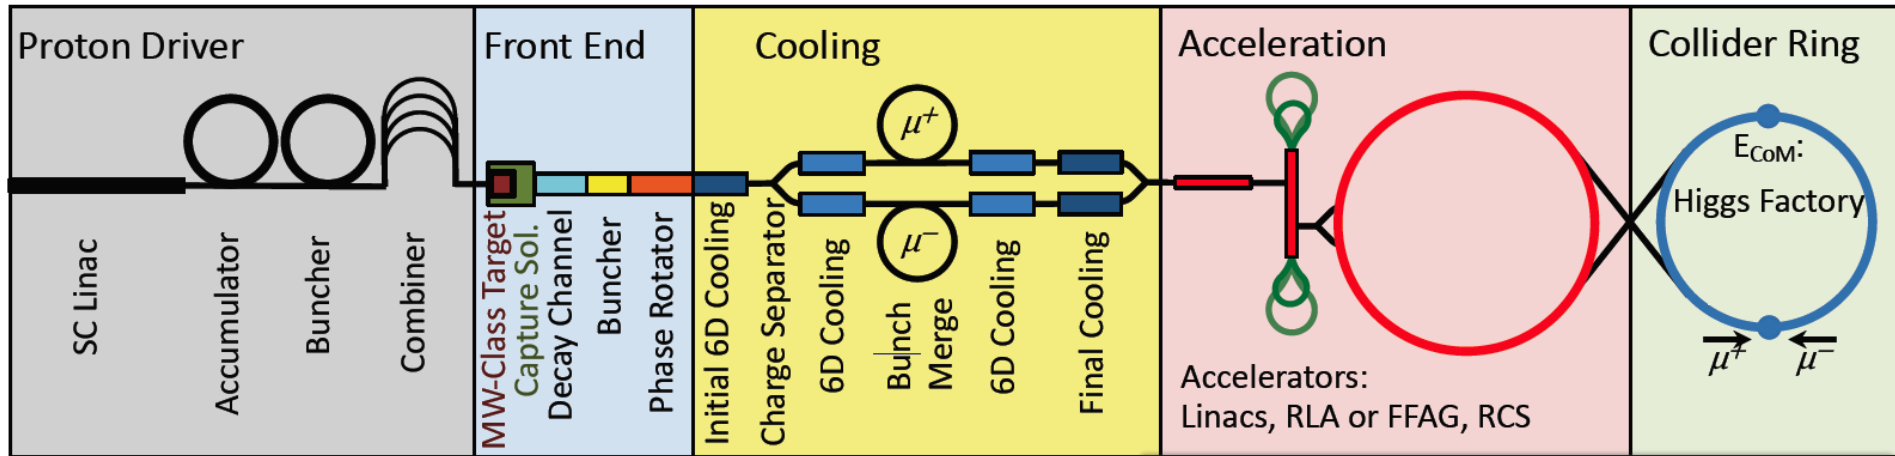 Proton Driver
SC Linac
Accumulator
Buncher
Combiner
Front End
MW-Class Target
Capture Sol.
Decay Channel
Buncher
Phase Rotator
Cooling
Initial 6D Cooling
Charge Separator
6D Cooling
μ+
μ−
Bunch
Merge
6D Cooling
Final Cooling
Acceleration
Accelerators:
Linacs, RLA or FFAG, RCS
Collider Ring
ECoM:
Higgs Factory
μ+ μ−